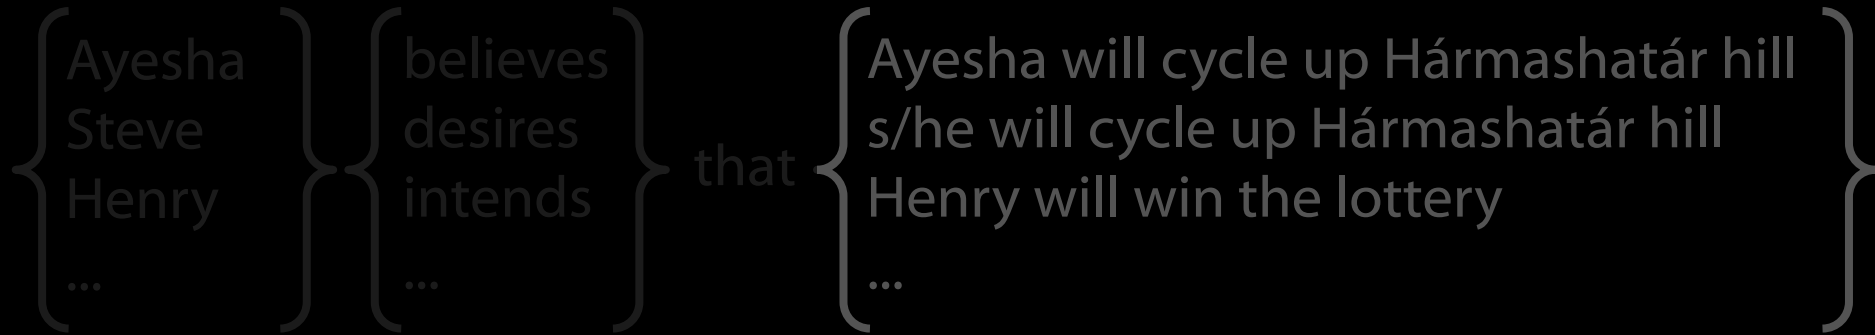 Ayesha
Steve
Henry
...
believes
desires
intends
...
that
Ayesha will cycle up Hármashatár hill
s/he will cycle up Hármashatár hill
Henry will win the lottery
...